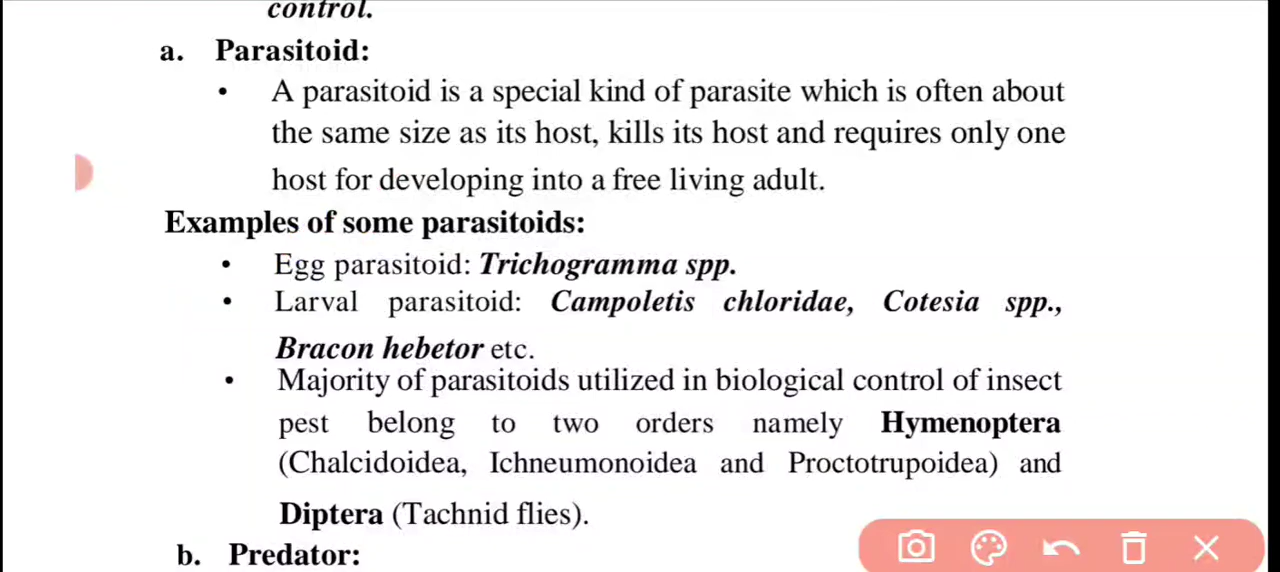 control.
a. Parasitoid:
• A parasitoid is a special kind of parasite which is often about
the same size as its host, kills its host and requires only one
host for developing into a free living adult.
Examples of some parasitoids:
• Egg parasitoid: Trichogramma spp.
• Larval parasitoid: Campoletis chloridae, Cotesia spp.,
Bracon hebetor etc.
• Majority of parasitoids utilized in biological control of insect
pest belong to two orders namely Hymenoptera
(Chalcidoidea, Ichneumonoidea and Proctotrupoidea) and
Diptera (Tachnid flies).
b. Predator: